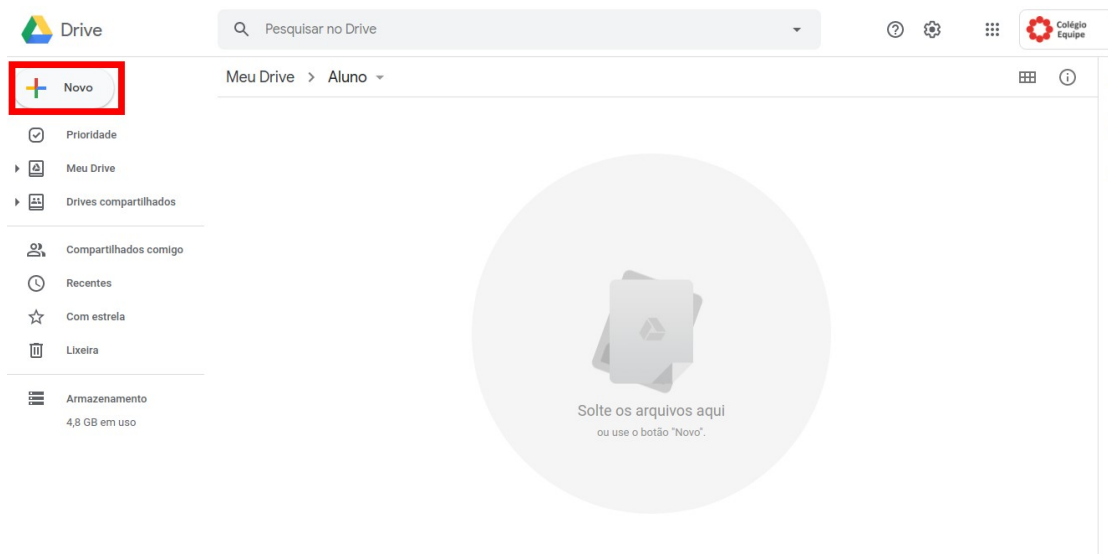 Drive
Pesquisar no Drive
Colégio
Equipe
Novo
Meu Drive > Aluno
Prioridade
Meu Drive
Drives compartilhados
Compartilhados comigo
Recentes
Com estrela
Lixeira
Armazenamento
4,8 GB em uso
Solte os arquivos aqui
ou use o botão "Novo".